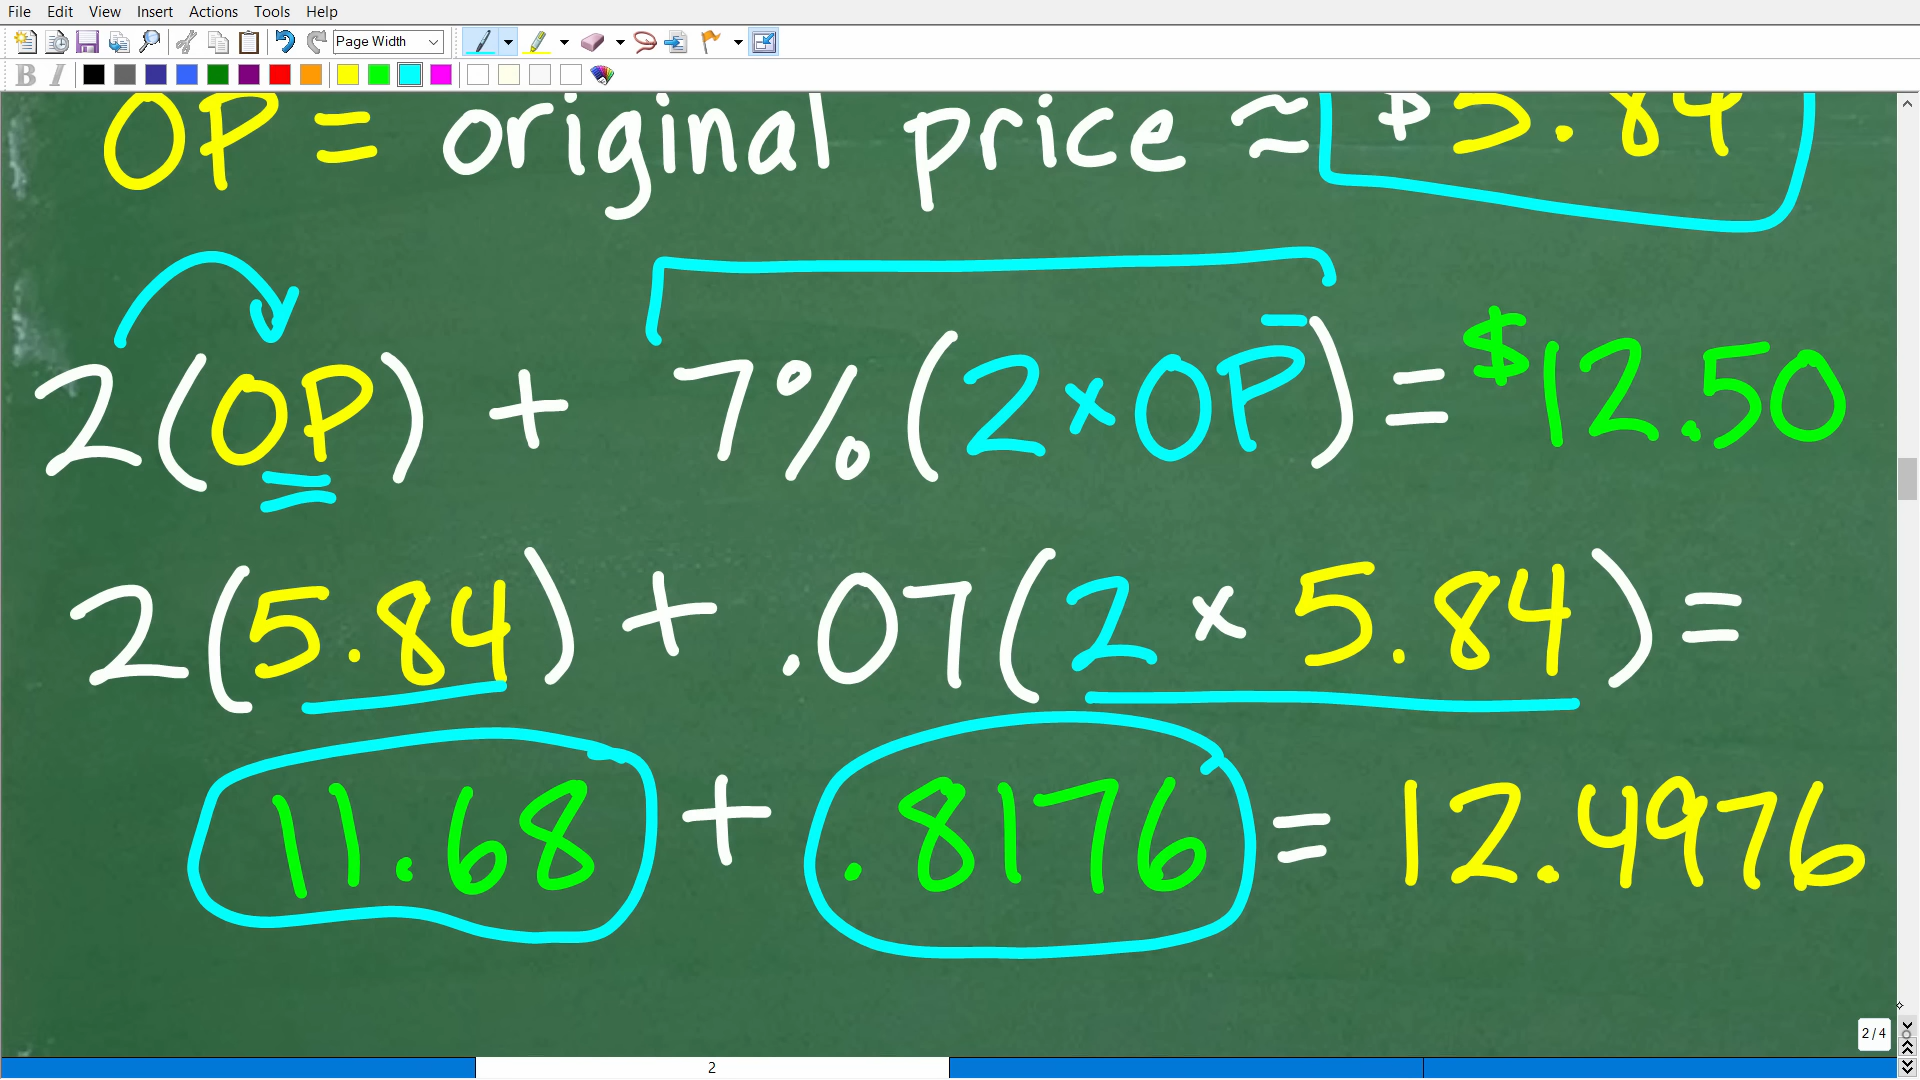 File Edit View Insert Actions Tools Help
Page Width
B I
OP = original price ≈ $5.84
2(OP) + 7%(2×OP) = $12.50
2(5.84) + .07(2 × 5.84) =
11.68 + .8176 = 12.4976
2 / 4
2